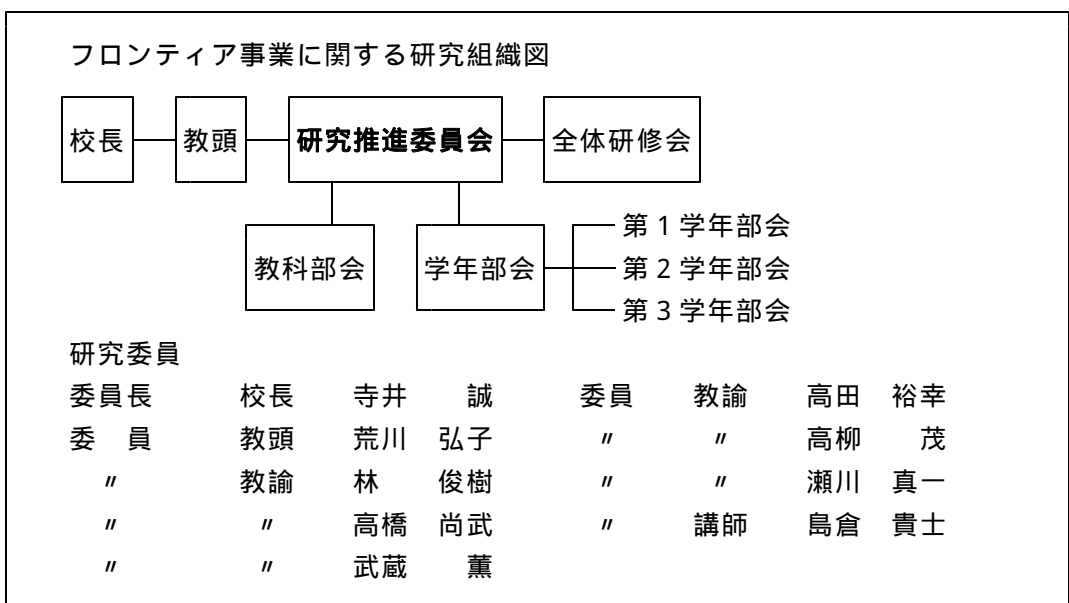 フロンティア事業に関する研究組織図
校長 教頭 研究推進委員会 全体研修会
第1学年部会
教科部会 学年部会 第2学年部会
第3学年部会
研究委員
委員長 校長 寺井 誠 委員 教諭 高田 裕幸
委 員 教頭 荒川 弘子 〃 〃 高柳 茂
〃 教諭 林 俊樹 〃 〃 瀬川 真一
〃 〃 高橋 尚武 〃 講師 島倉 貴士
〃 〃 武蔵 薫